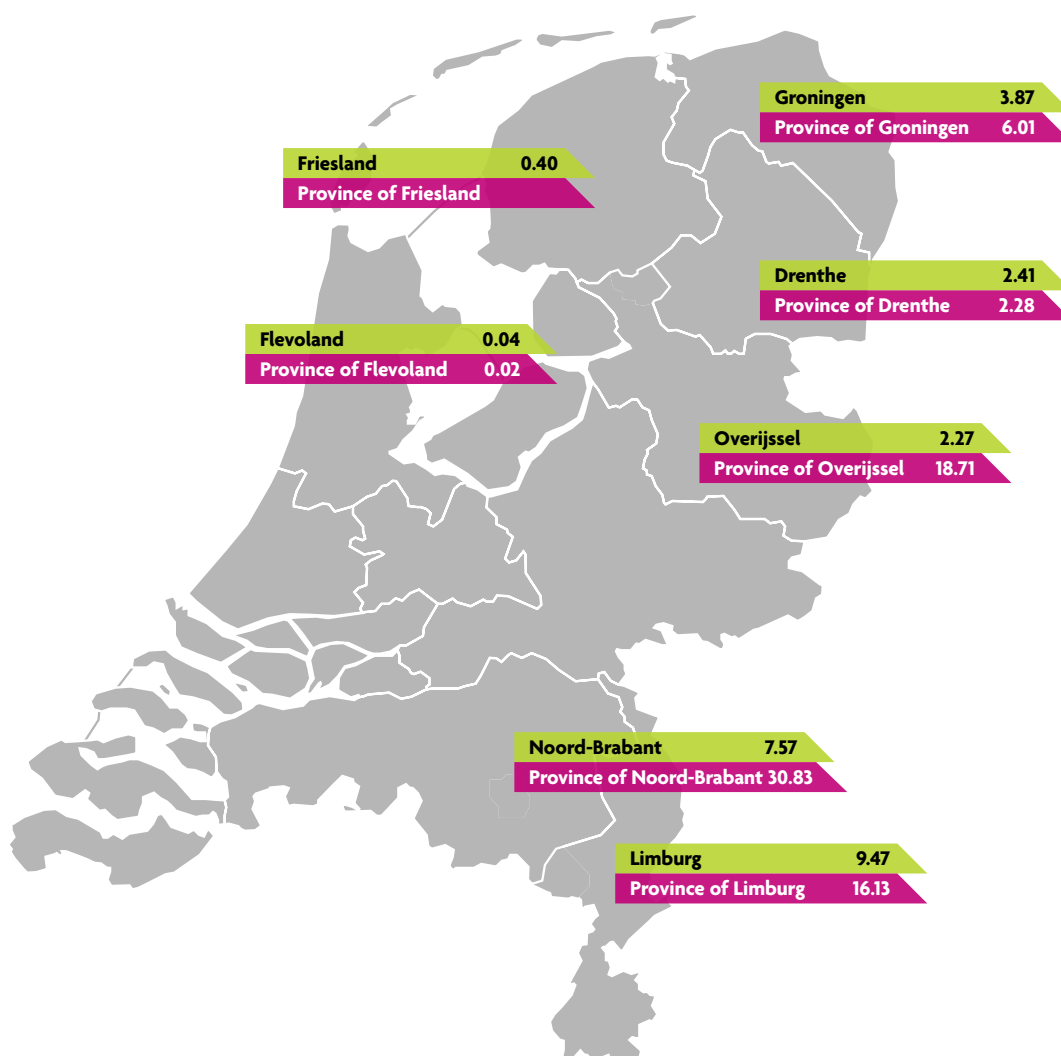 Groningen 3.87
Province of Groningen 6.01
Friesland 0.40
Province of Friesland
Drenthe 2.41
Province of Drenthe 2.28
Flevoland 0.04
Province of Flevoland 0.02
Overijssel 2.27
Province of Overijssel 18.71
Noord-Brabant 7.57
Province of Noord-Brabant 30.83
Limburg 9.47
Province of Limburg 16.13